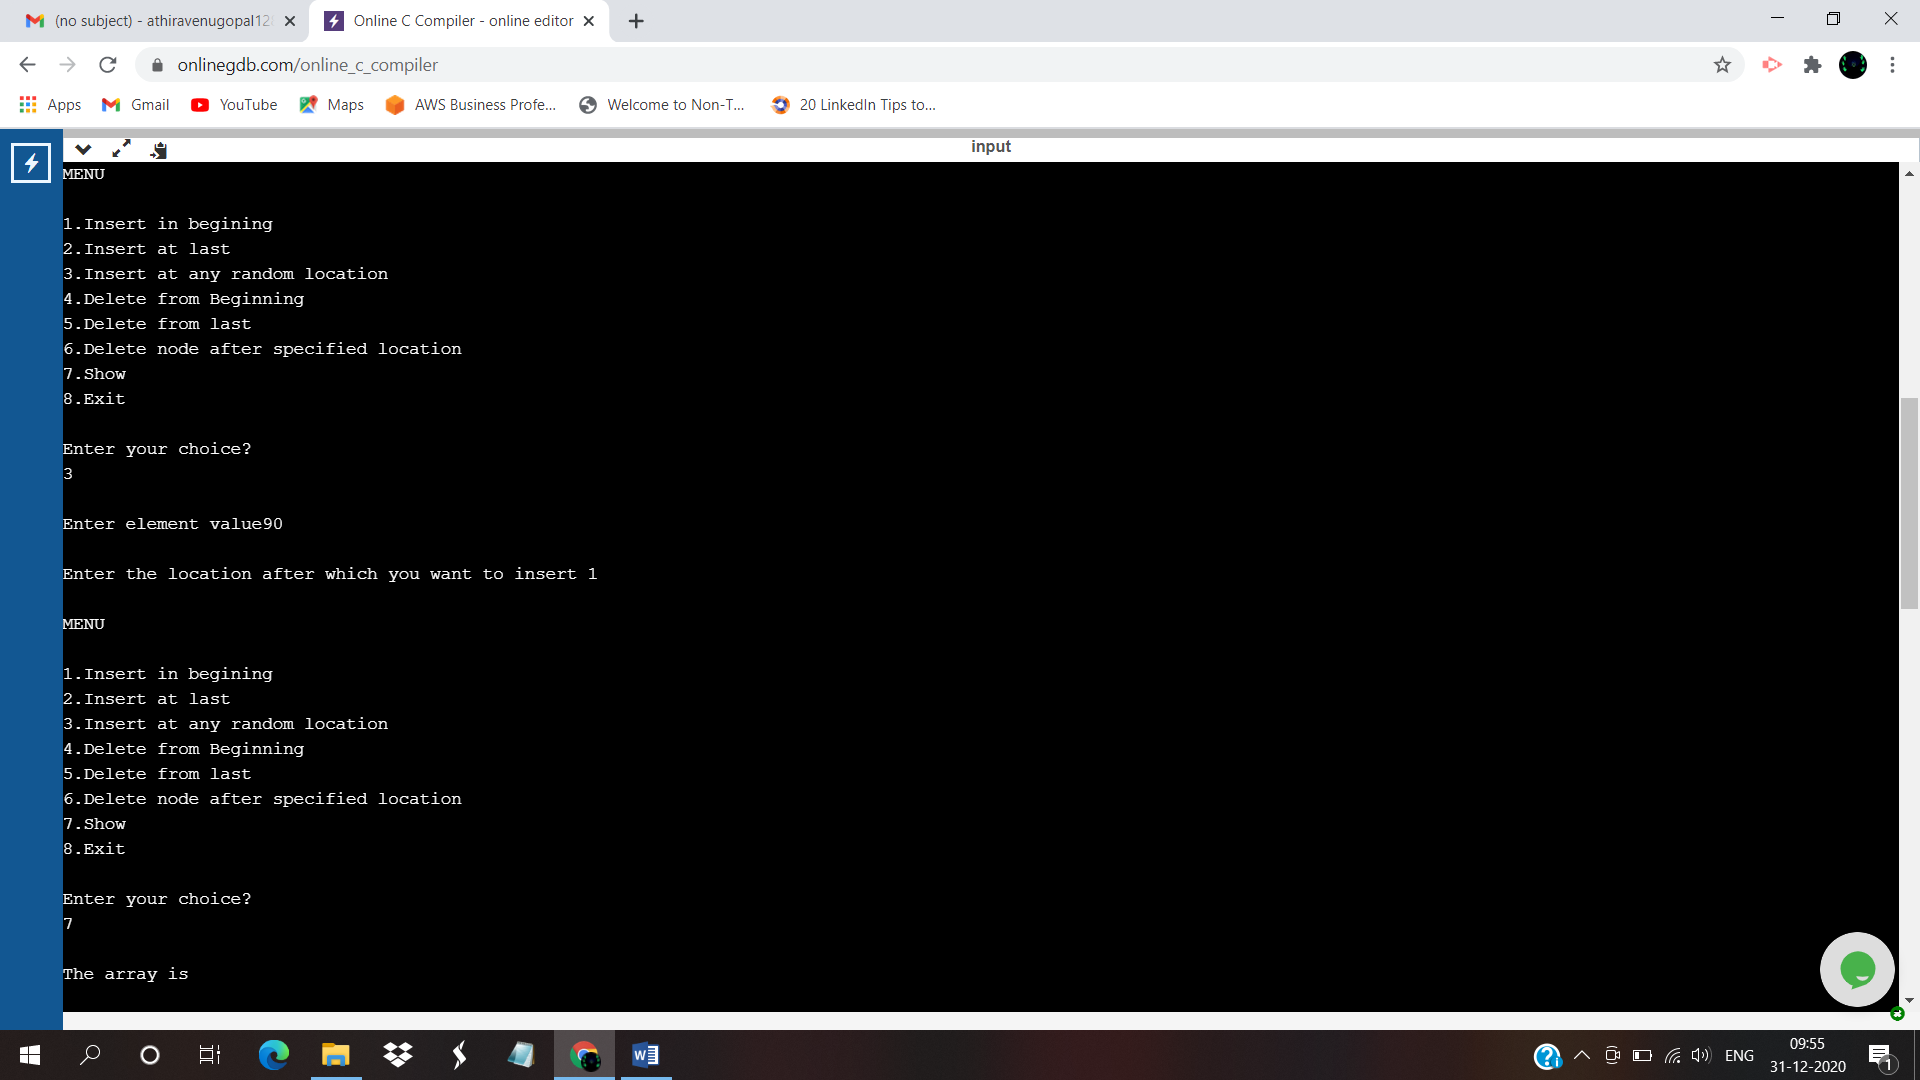 (no subject) - athiravenugopal12
Online C Compiler - online editor
onlinegdb.com/online_c_compiler
Apps
Gmail
YouTube
Maps
AWS Business Profe...
Welcome to Non-T...
20 LinkedIn Tips to...
input
MENU
1.Insert in begining
2.Insert at last
3.Insert at any random location
4.Delete from Beginning
5.Delete from last
6.Delete node after specified location
7.Show
8.Exit
Enter your choice?
3
Enter element value90
Enter the location after which you want to insert 1
MENU
1.Insert in begining
2.Insert at last
3.Insert at any random location
4.Delete from Beginning
5.Delete from last
6.Delete node after specified location
7.Show
8.Exit
Enter your choice?
7
The array is
ENG
09:55
31-12-2020
1